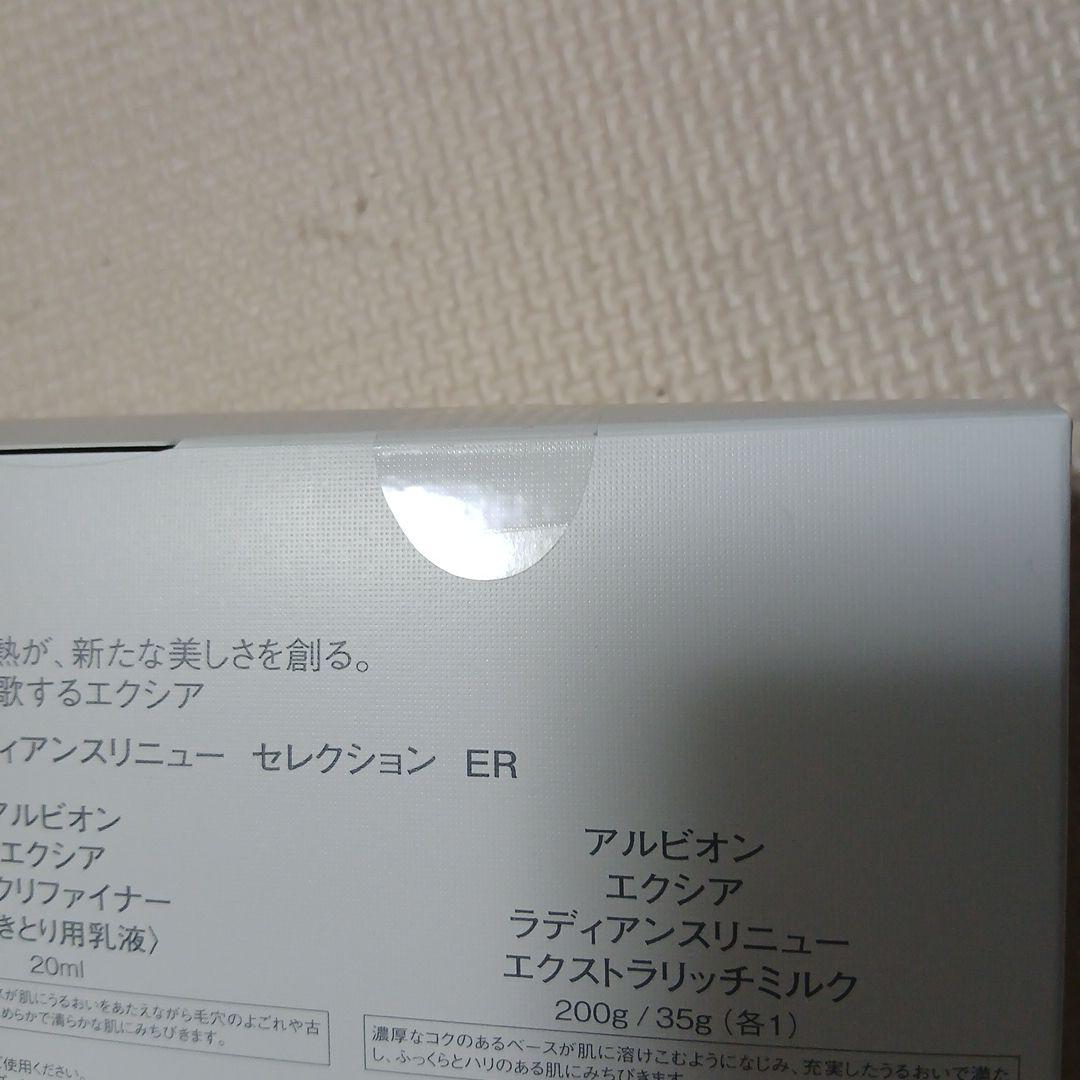 熱が、新たな美しさを創る。
歌するエクシア
ィアンスリニュー セレクション ER
アルビオン
エクシア
ウリファイナー
きとり用乳液〉
20ml
スが肌にうるおいをあたえながら毛穴のよごれや古
めらかで清らかな肌にみちびきます。
ご使用ください。
アルビオン
エクシア
ラディアンスリニュー
エクストラリッチミルク
200g / 35g（各1）
濃厚なコクのあるベースが肌に溶けこむようになじみ、充実したうるおいで満た
し、ふっくらとハリのある肌にみちびきます。